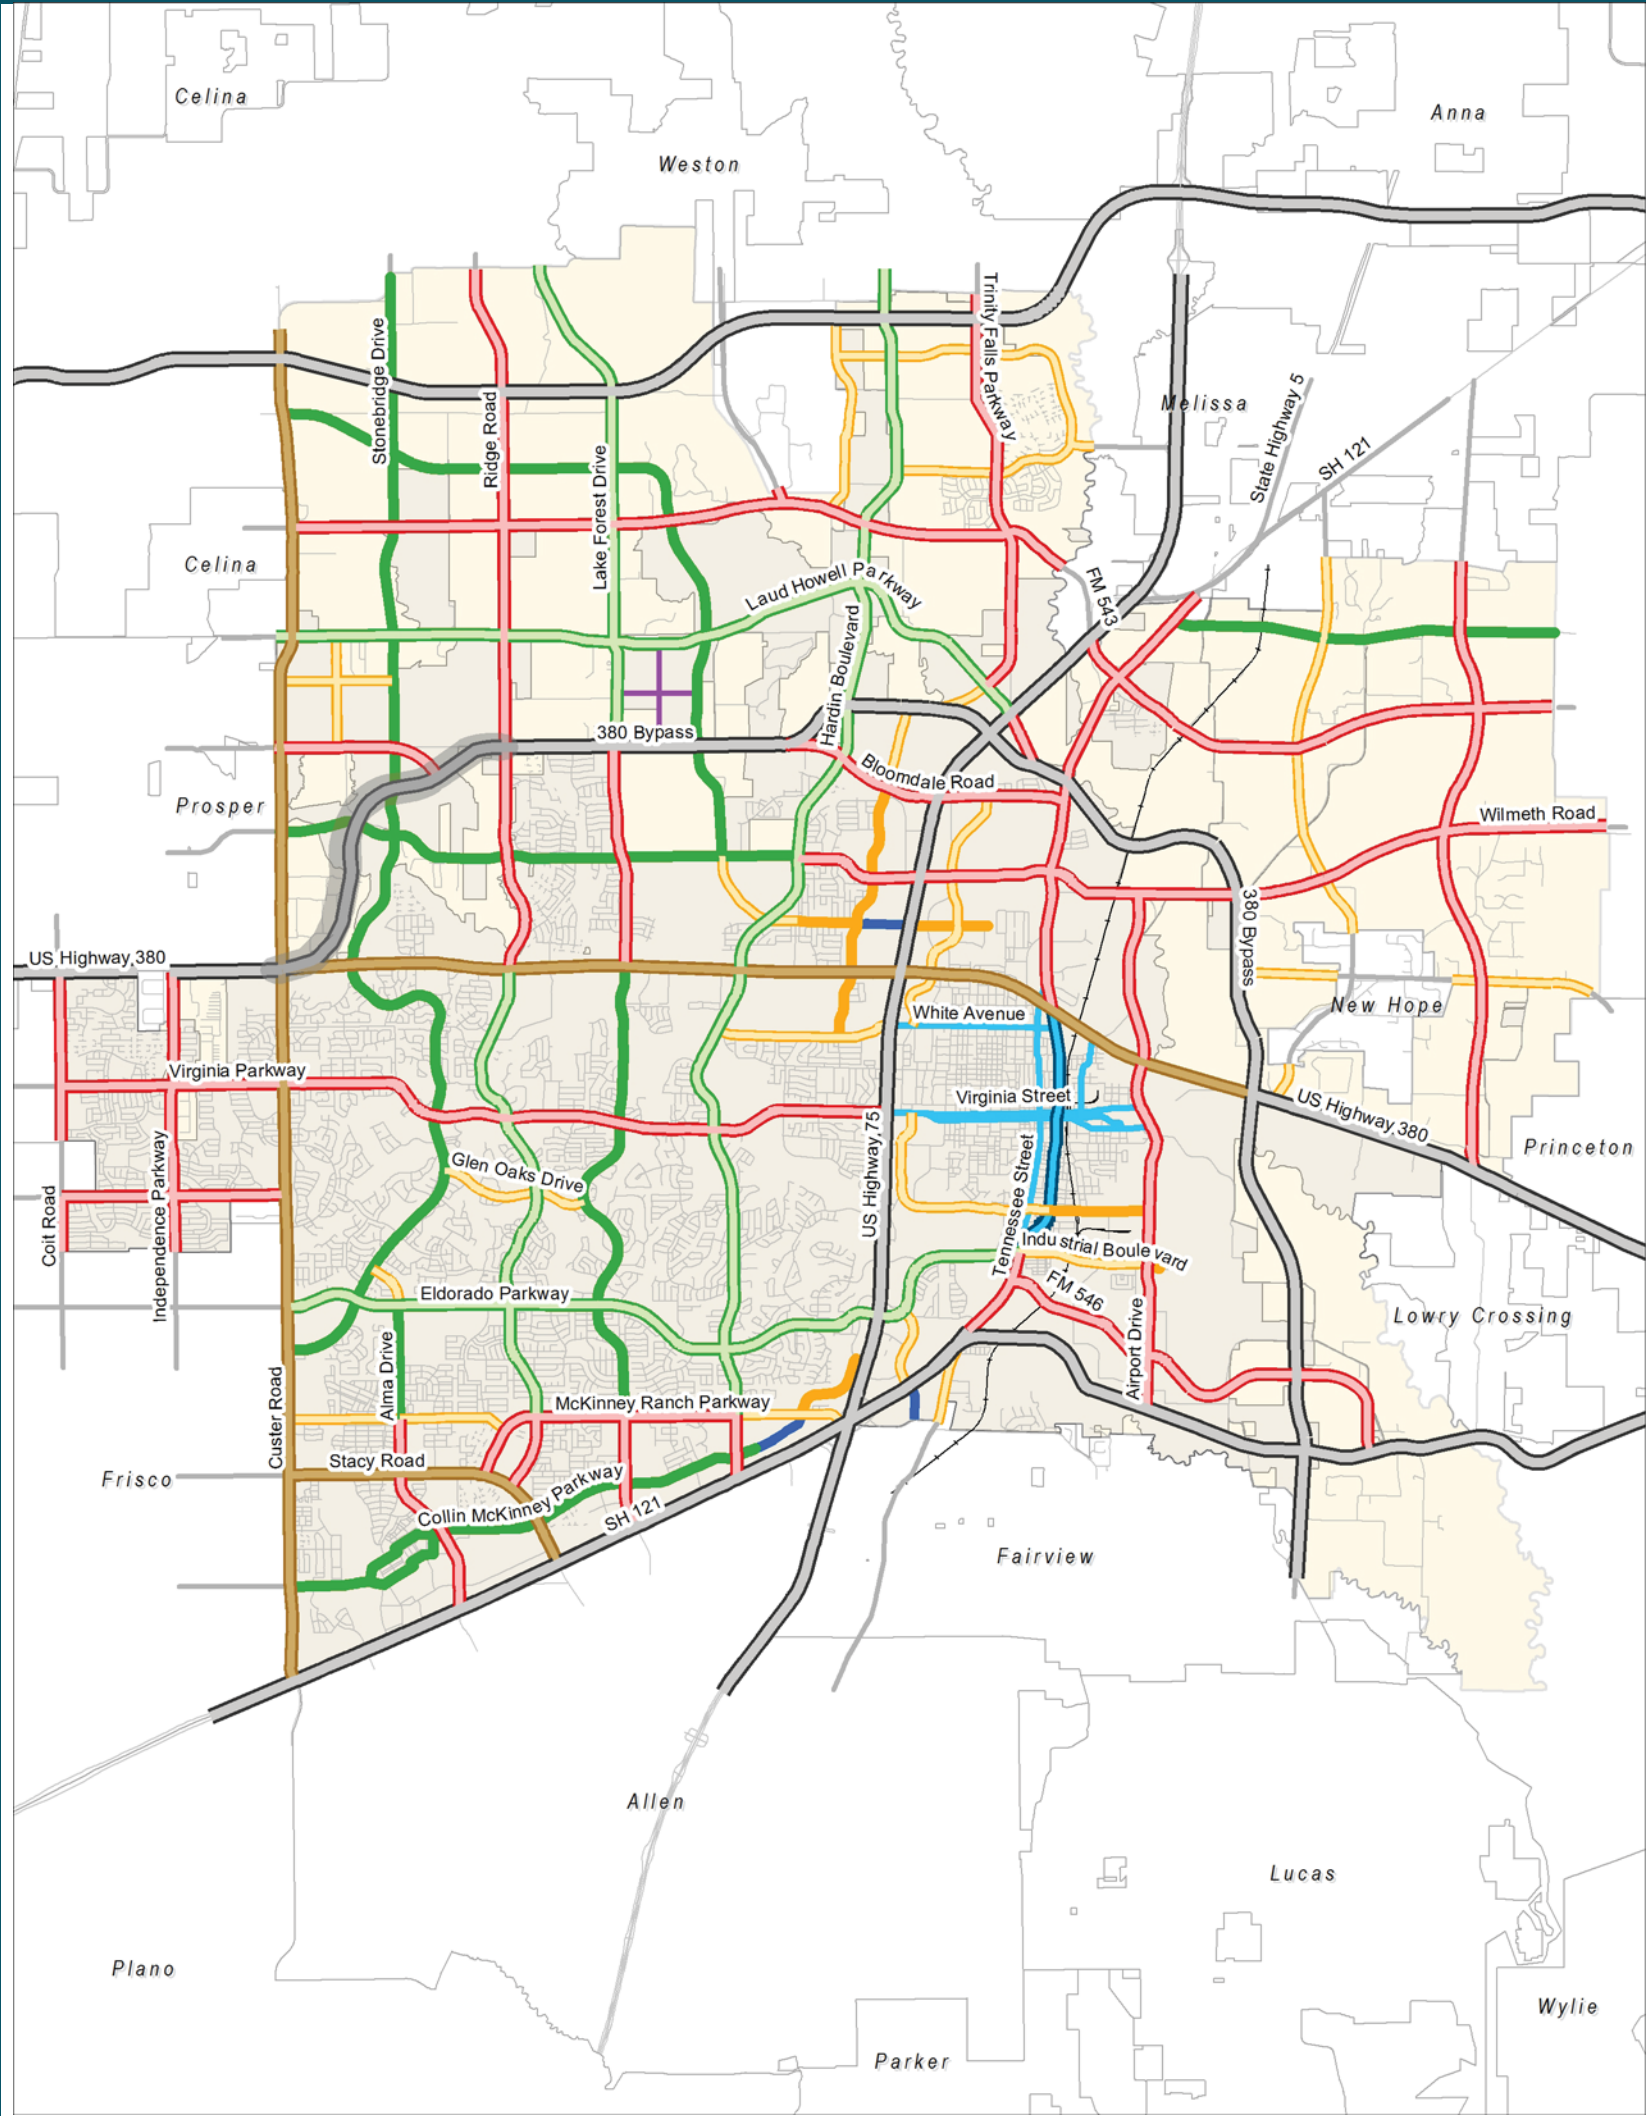 Celina
Anna
Weston
Trinity Falls Parkway
Stonebridge Drive
Melissa
State Highway 5
Ridge Road
SH 121
Lake Forest Drive
Celina
Laud Howell Parkway
FM 543
Hardin Boulevard
380 Bypass
Bloomdale Road
Prosper
Wilmeth Road
380 Bypass
US Highway 380
New Hope
White Avenue
Virginia Parkway
Virginia Street
US Highway 380
US Highway 75
Princeton
Independence Parkway
Glen Oaks Drive
Tennessee Street
Coit Road
Industrial Boulevard
FM 546
Eldorado Parkway
Lowry Crossing
Airport Drive
Alma Drive
Custer Road
McKinney Ranch Parkway
Stacy Road
Frisco
Collin McKinney Parkway
SH 121
Fairview
Allen
Lucas
Plano
Wylie
Parker